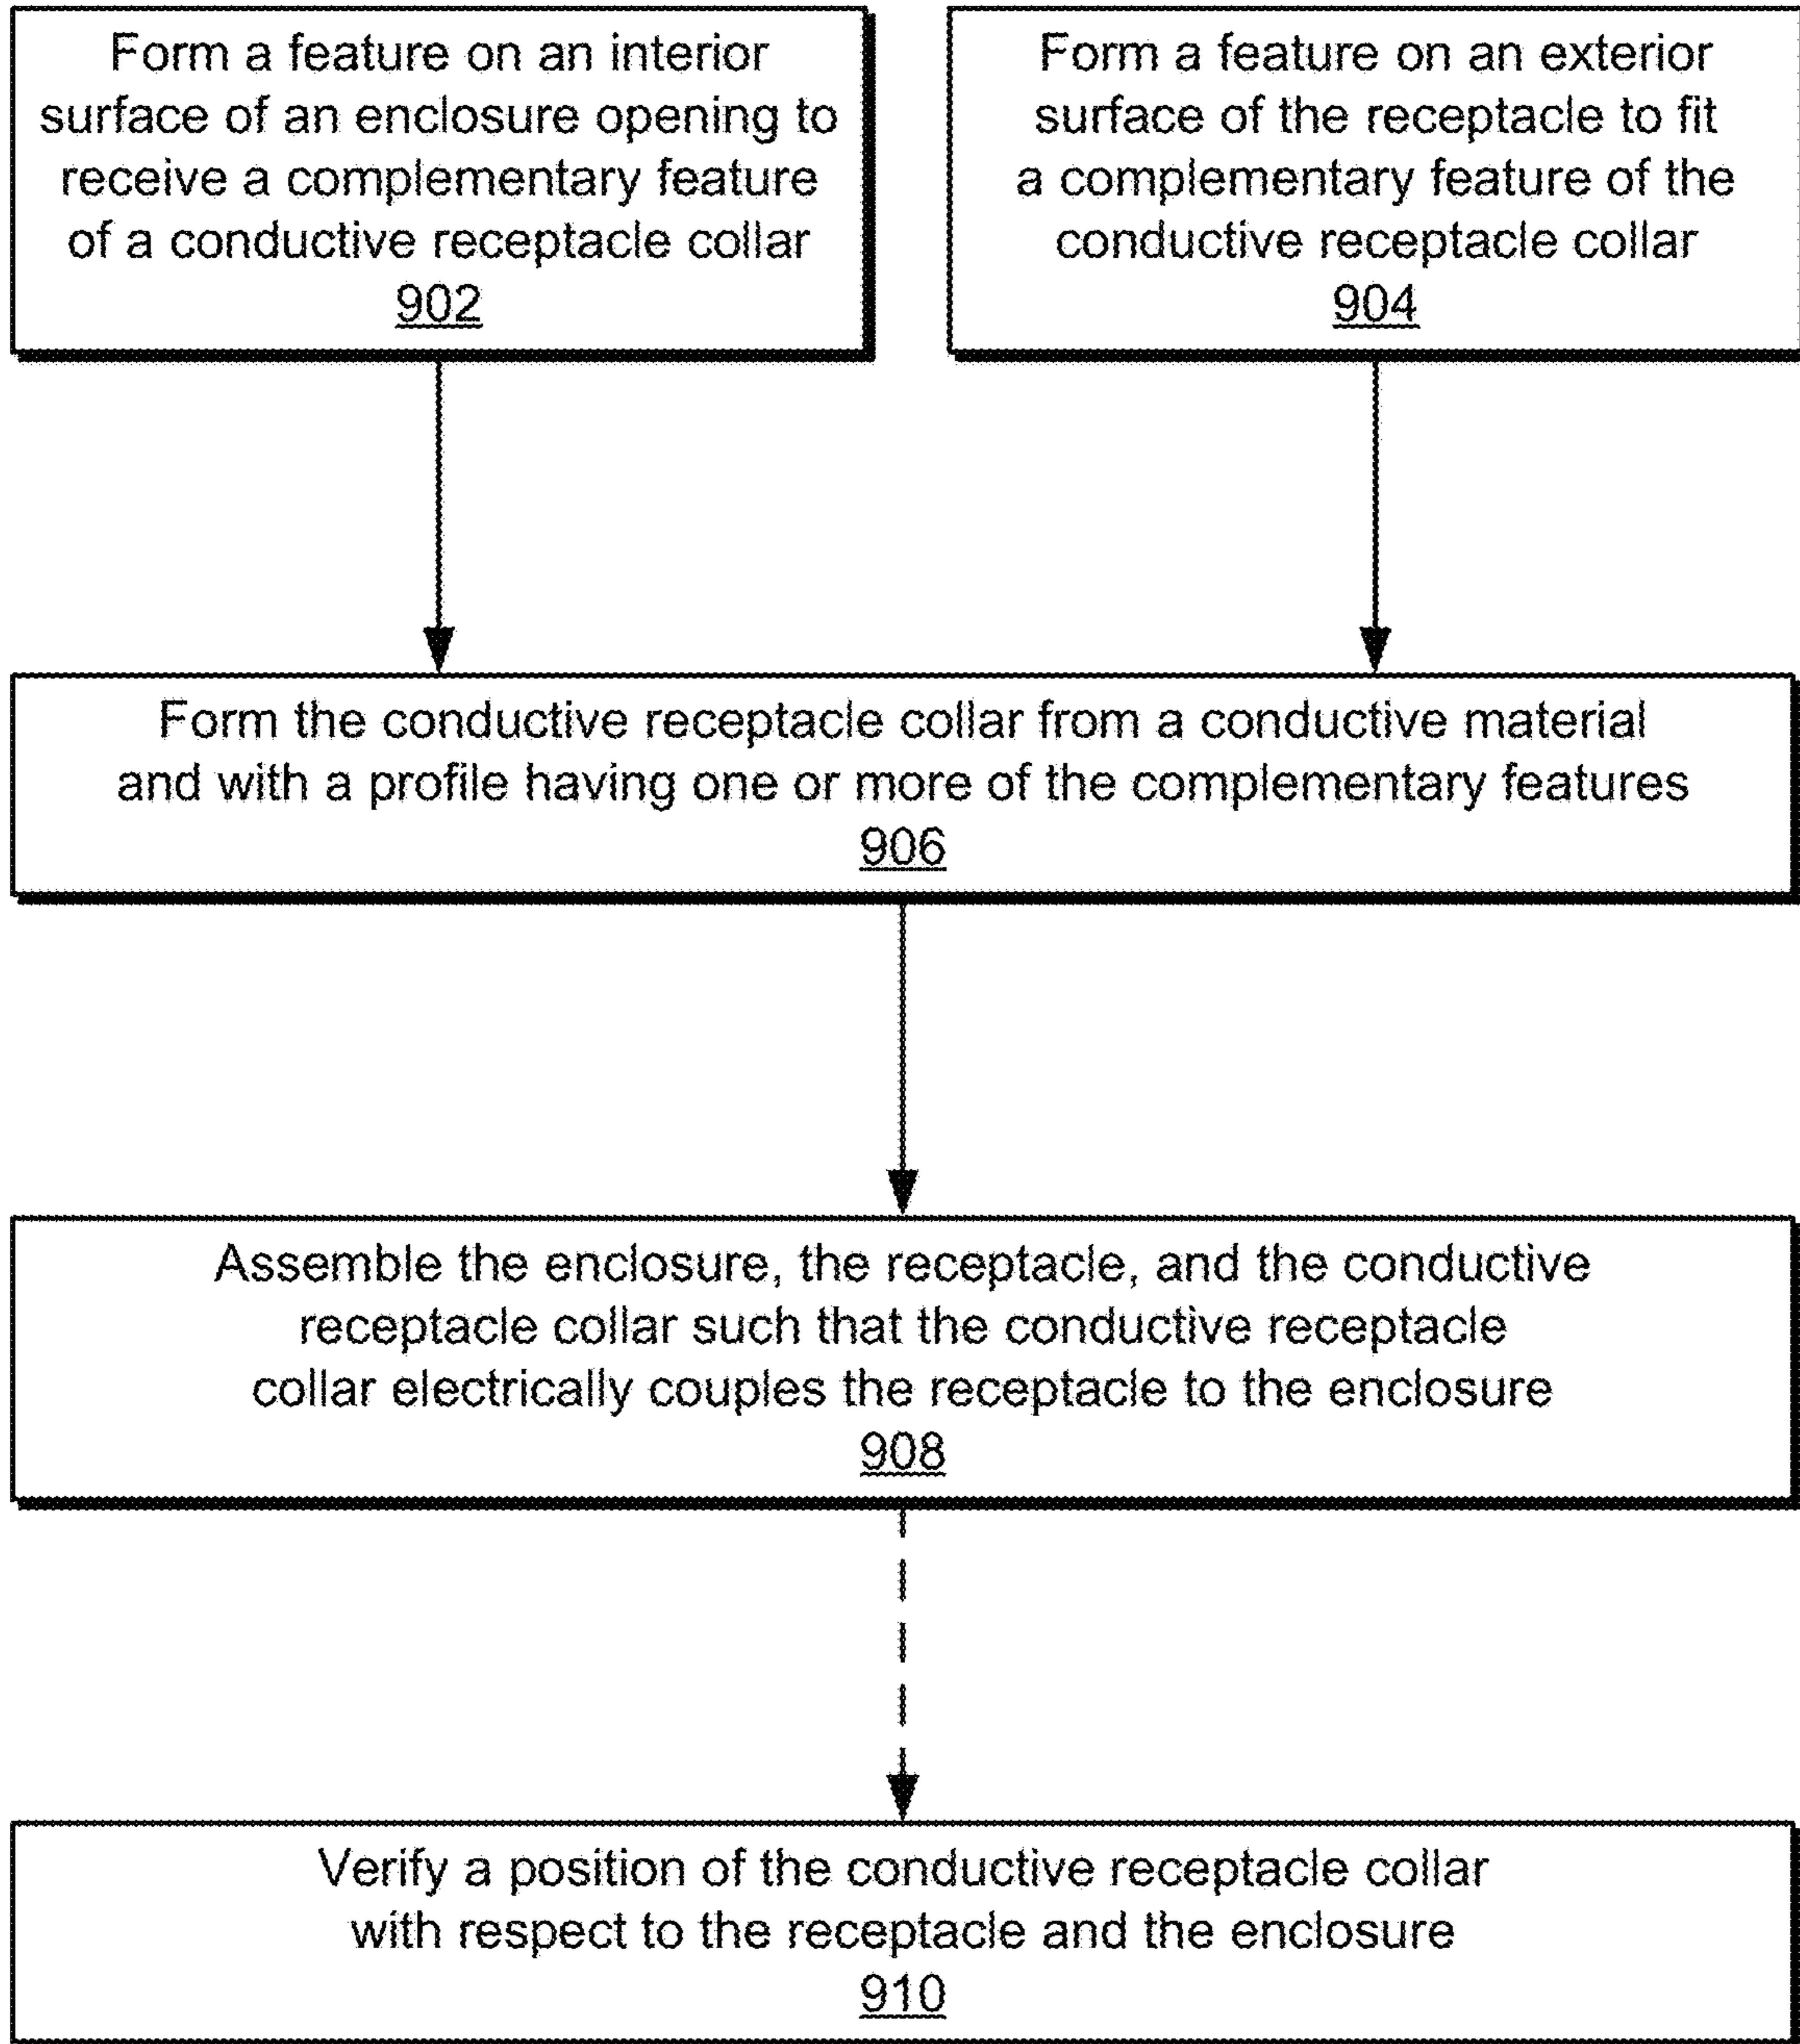 Form a feature on an interior
surface of an enclosure opening to
receive a complementary feature
of a conductive receptacle collar
902
Form a feature on an exterior
surface of the receptacle to fit
a complementary feature of the
conductive receptacle collar
904
Form the conductive receptacle collar from a conductive material
and with a profile having one or more of the complementary features
906
Assemble the enclosure, the receptacle, and the conductive
receptacle collar such that the conductive receptacle
collar electrically couples the receptacle to the enclosure
908
Verify a position of the conductive receptacle collar
with respect to the receptacle and the enclosure
910